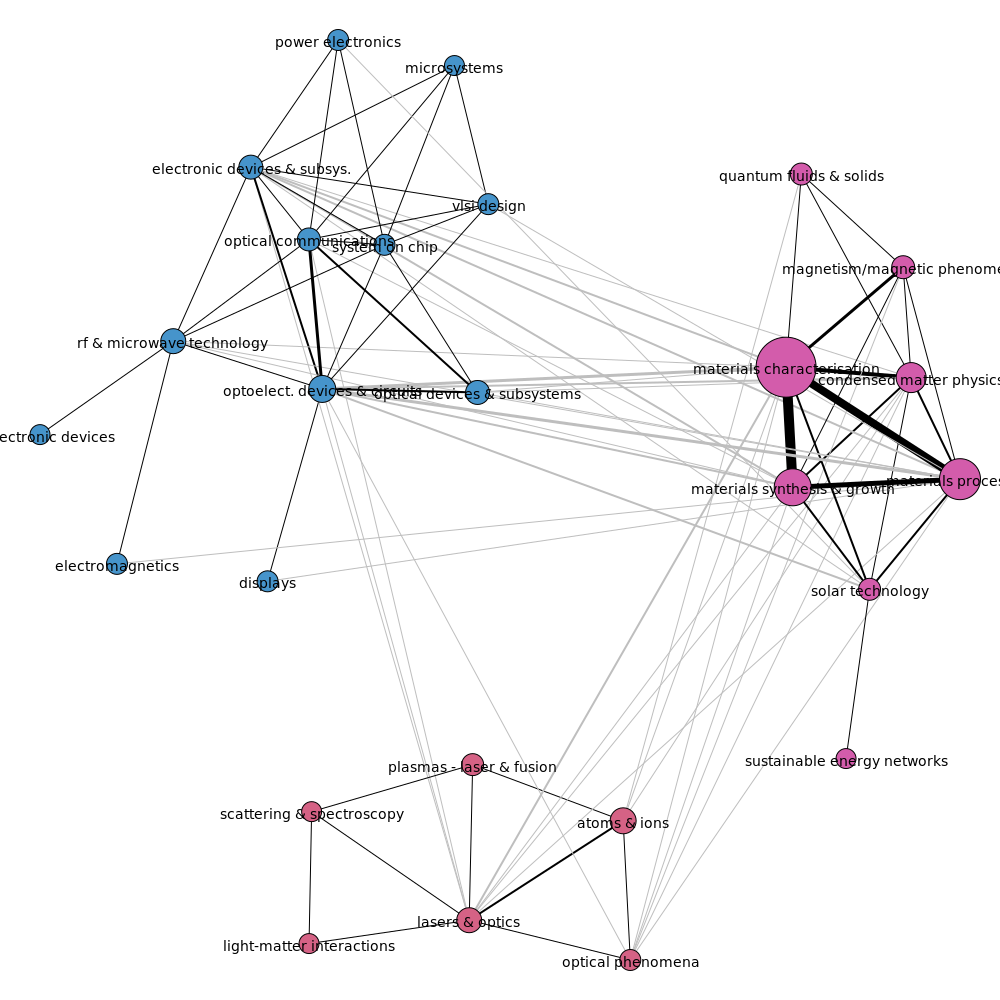 power electronics
microsystems
electronic devices & subsys.
quantum fluids & solids
vlsi design
optical communications
system on chip
magnetism/magnetic phenome
rf & microwave technology
materials characterisation
condensed matter physics
optoelect. devices & circuits
optical devices & subsystems
ectronic devices
materials synthesis & growth
materials proces
electromagnetics
displays
solar technology
sustainable energy networks
plasmas - laser & fusion
scattering & spectroscopy
atoms & ions
lasers & optics
light-matter interactions
optical phenomena